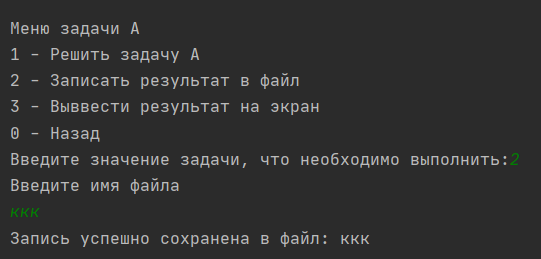 Меню задачи А
1 – Решить задачу А
2 – Записать результат в файл
3 – Выввести результат на экран
0 – Назад
Введите значение задачи, что необходимо выполнить:2
Введите имя файла
ккк
Запись успешно сохранена в файл: ккк